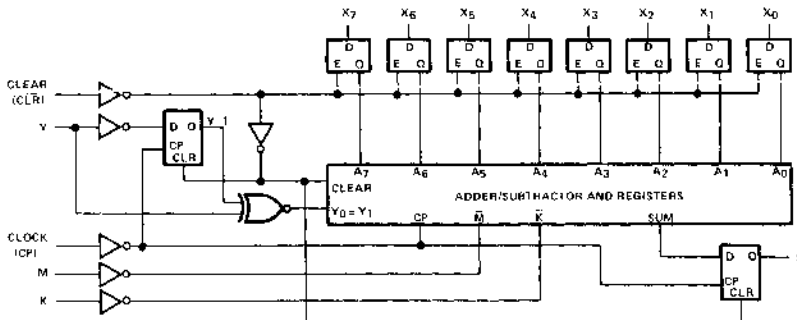 X7 X6 X5 X4 X3 X2 X1 X0
D D D D D D D D
E Q E Q E Q E Q E Q E Q E Q E Q
CLEAR
(CLR)
Y
D Q Y-1
CP
CLR
A7 A6 A5 A4 A3 A2 A1 A0
CLEAR
ADDER/SUBTRACTOR AND REGISTERS
Y0 = Y1
CP M̅ K̅ SUM
CLOCK
(CP)
M
K
D Q
CP
CLR